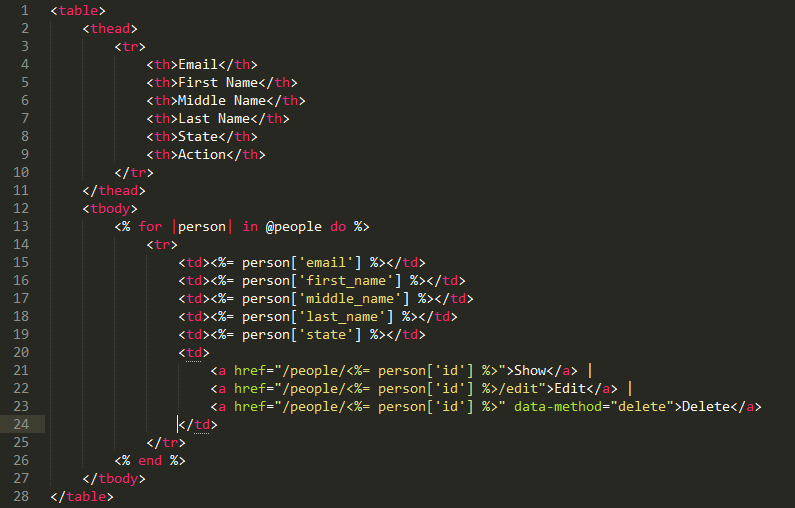 1 <table>
2     <thead>
3         <tr>
4             <th>Email</th>
5             <th>First Name</th>
6             <th>Middle Name</th>
7             <th>Last Name</th>
8             <th>State</th>
9             <th>Action</th>
10         </tr>
11     </thead>
12     <tbody>
13         <% for |person| in @people do %>
14             <tr>
15                 <td><%= person['email'] %></td>
16                 <td><%= person['first_name'] %></td>
17                 <td><%= person['middle_name'] %></td>
18                 <td><%= person['last_name'] %></td>
19                 <td><%= person['state'] %></td>
20                 <td>
21                     <a href="/people/<%= person['id'] %>">Show</a> |
22                     <a href="/people/<%= person['id'] %>/edit">Edit</a> |
23                     <a href="/people/<%= person['id'] %>" data-method="delete">Delete</a>
24                 </td>
25             </tr>
26         <% end %>
27     </tbody>
28 </table>